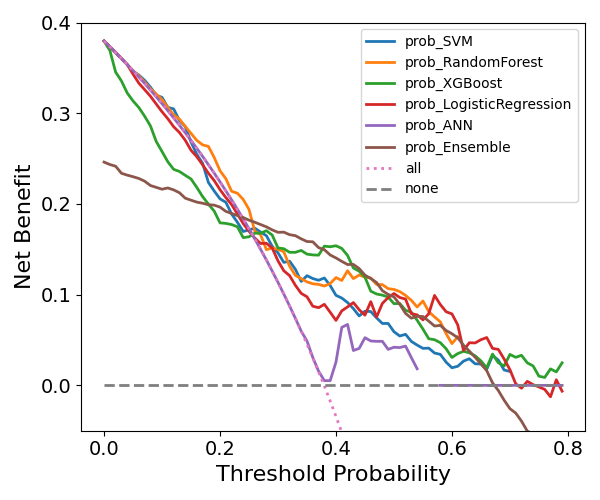 0.4
0.3
0.2
0.1
0.0
Net Benefit
prob_SVM
prob_RandomForest
prob_XGBoost
prob_LogisticRegression
prob_ANN
prob_Ensemble
all
none
0.0 0.2 0.4 0.6 0.8
Threshold Probability